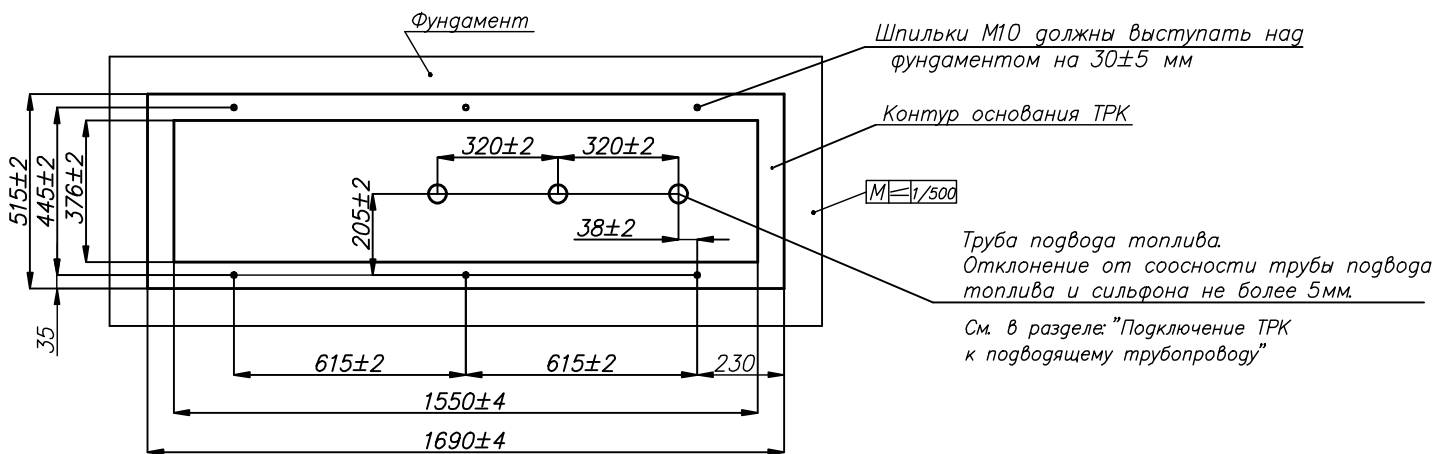 Фундамент
Шпильки М10 должны выступать над
фундаментом на 30±5 мм
Контур основания ТРК
515±2
445±2
376±2
320±2
320±2
205±2
38±2
М ≤ 1/500
Труба подвода топлива.
Отклонение от соосности трубы подвода
топлива и сильфона не более 5мм.
См. в разделе: "Подключение ТРК
к подводящему трубопроводу"
35
615±2
615±2
230
1550±4
1690±4